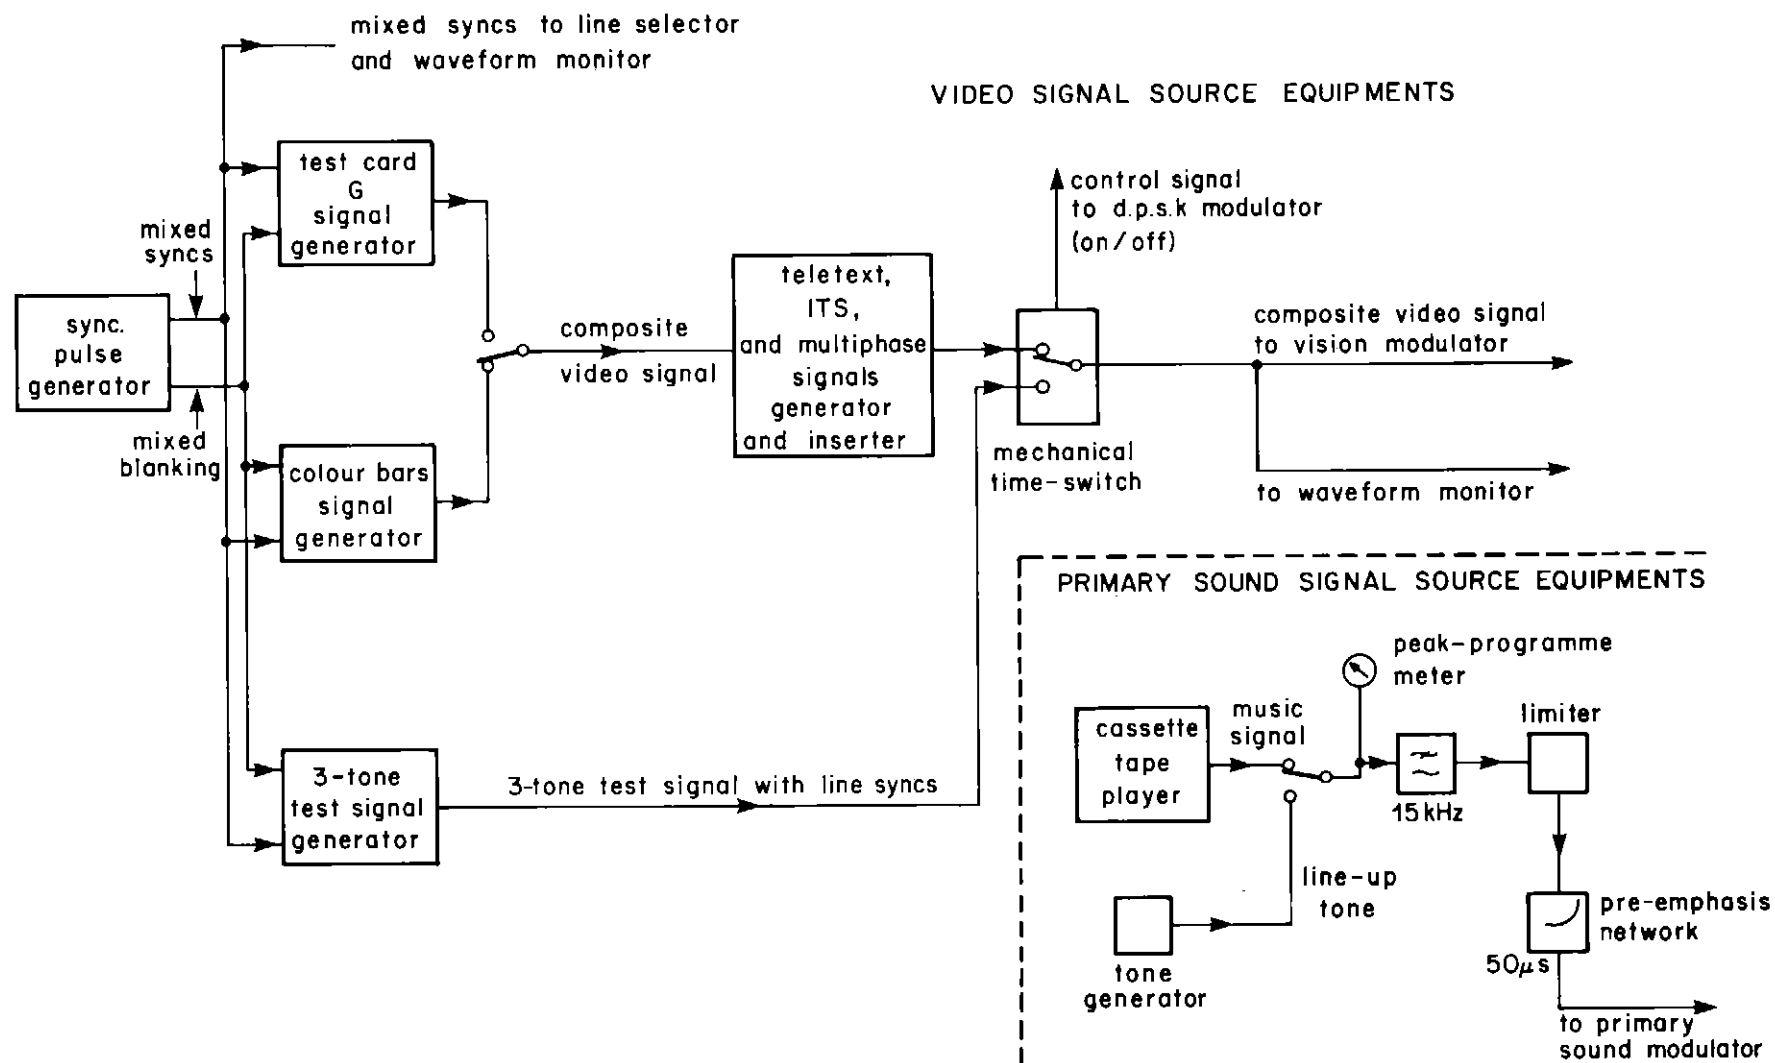 mixed syncs to line selector
and waveform monitor
VIDEO SIGNAL SOURCE EQUIPMENTS
test card
G
signal
generator
mixed
syncs
sync.
pulse
generator
mixed
blanking
colour bars
signal
generator
composite
video signal
teletext,
ITS,
and multiphase
signals
generator
and inserter
control signal
to d.p.s.k modulator
(on/off)
mechanical
time-switch
composite video signal
to vision modulator
to waveform monitor
3-tone
test signal
generator
3-tone test signal with line syncs
PRIMARY SOUND SIGNAL SOURCE EQUIPMENTS
peak-programme
meter
cassette
tape
player
music
signal
15kHz
limiter
line-up
tone
tone
generator
pre-emphasis
network
50μs
to primary
sound modulator